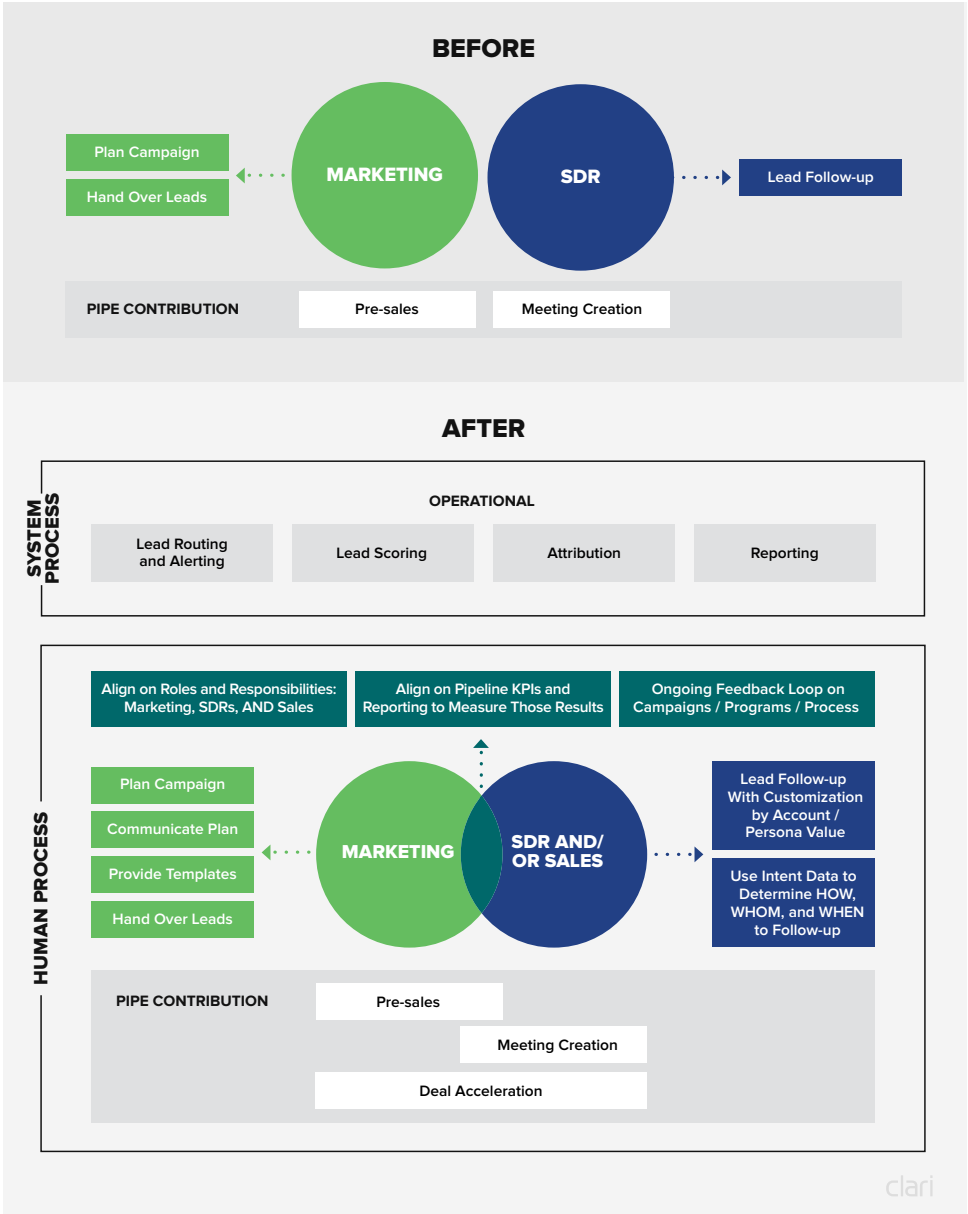 BEFORE
Plan Campaign
Hand Over Leads
MARKETING
SDR
Lead Follow-up
PIPE CONTRIBUTION
Pre-sales
Meeting Creation
AFTER
SYSTEM
PROCESS
OPERATIONAL
Lead Routing
and Alerting
Lead Scoring
Attribution
Reporting
HUMAN PROCESS
Align on Roles and Responsibilities:
Marketing, SDRs, AND Sales
Align on Pipeline KPIs and
Reporting to Measure Those Results
Ongoing Feedback Loop on
Campaigns / Programs / Process
Plan Campaign
Communicate Plan
Provide Templates
Hand Over Leads
MARKETING
SDR AND/
OR SALES
Lead Follow-up
With Customization
by Account /
Persona Value
Use Intent Data to
Determine HOW,
WHOM, and WHEN
to Follow-up
PIPE CONTRIBUTION
Pre-sales
Meeting Creation
Deal Acceleration
clari